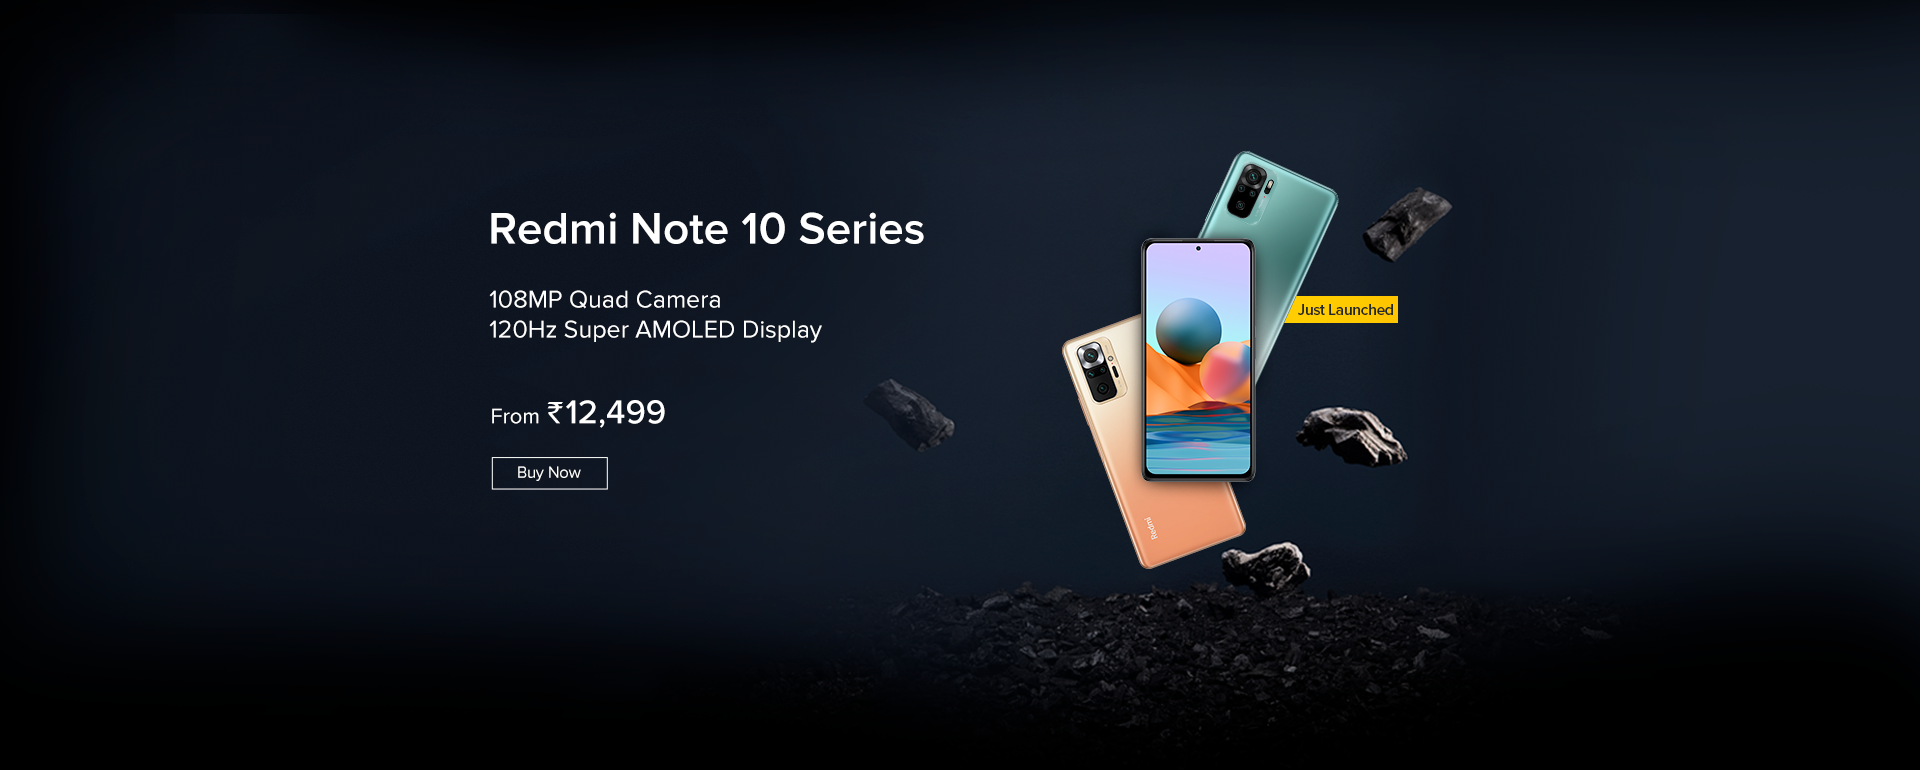 Redmi Note 10 Series
108MP Quad Camera
120Hz Super AMOLED Display
From ₹12,499
Buy Now
Just Launched
Redmi